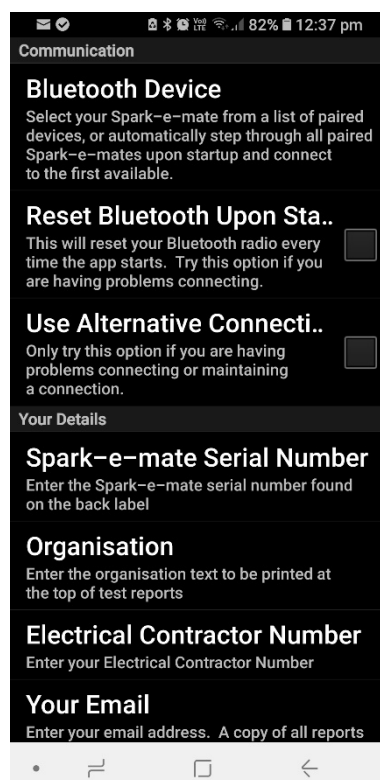 82% 12:37 pm
Communication
Bluetooth Device
Select your Spark-e-mate from a list of paired
devices, or automatically step through all paired
Spark-e-mates upon startup and connect
to the first available.
Reset Bluetooth Upon Sta..
This will reset your Bluetooth radio every
time the app starts. Try this option if you
are having problems connecting.
Use Alternative Connecti..
Only try this option if you are having
problems connecting or maintaining
a connection.
Your Details
Spark-e-mate Serial Number
Enter the Spark-e-mate serial number found
on the back label
Organisation
Enter the organisation text to be printed at
the top of test reports
Electrical Contractor Number
Enter your Electrical Contractor Number
Your Email
Enter your email address. A copy of all reports